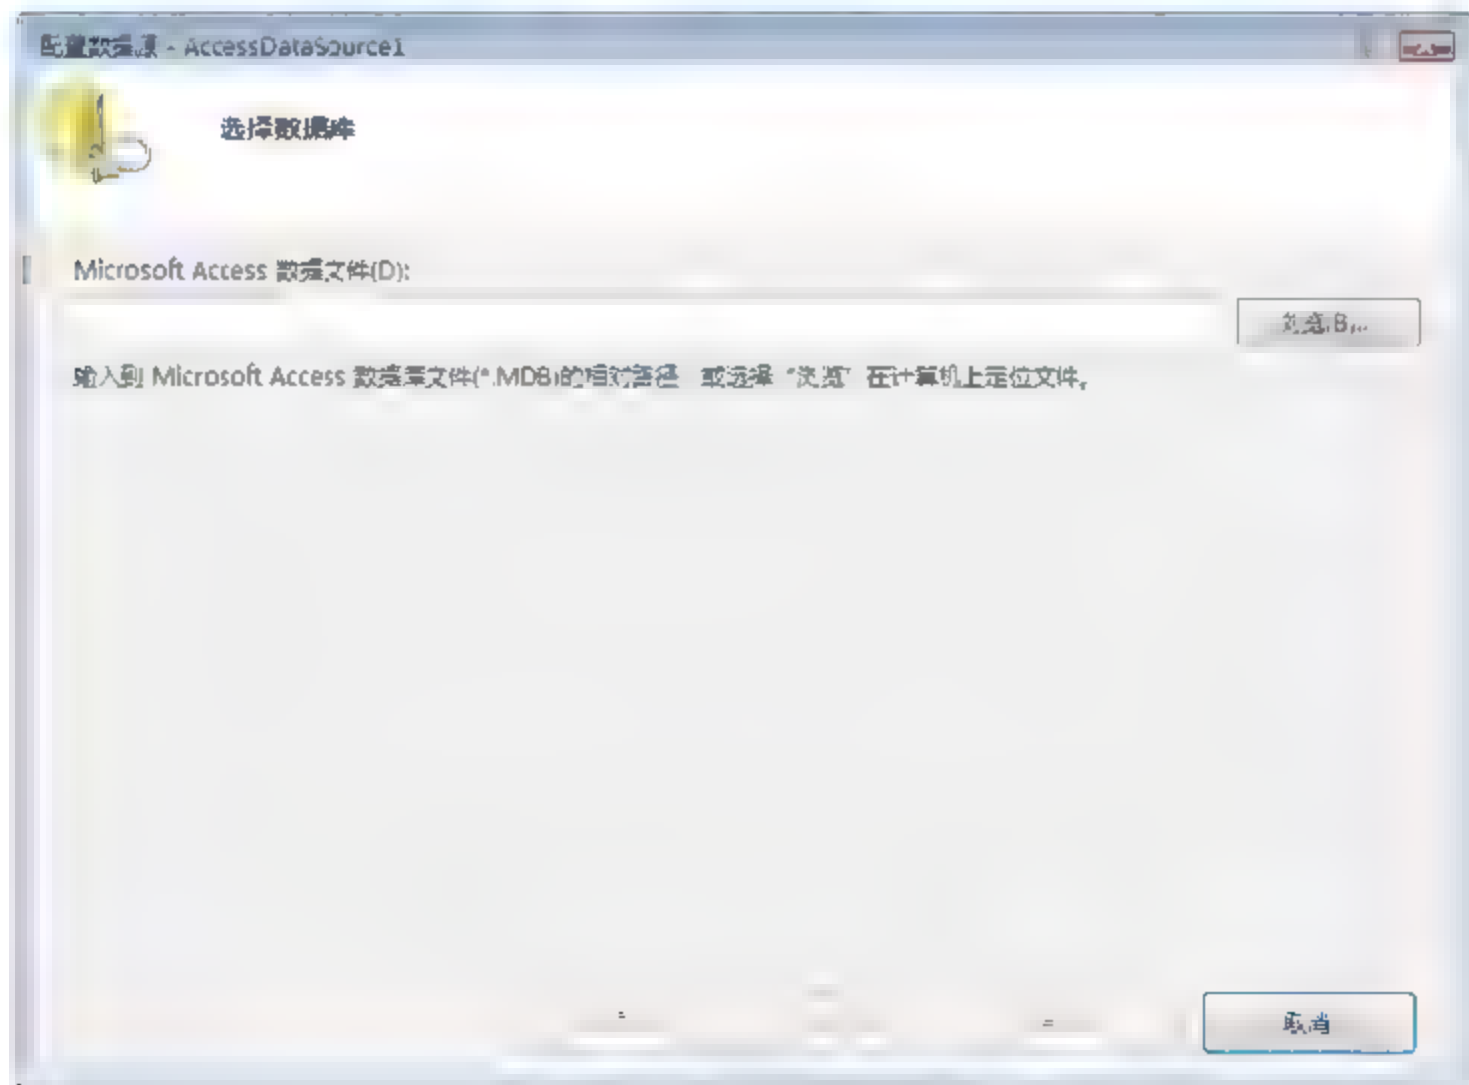 配置数据源 - AccessDataSource1
选择数据库
Microsoft Access 数据文件(D):
浏览(B)...
输入到 Microsoft Access 数据库文件(*.MDB)的相对路径，或选择“浏览”在计算机上定位文件。
取消